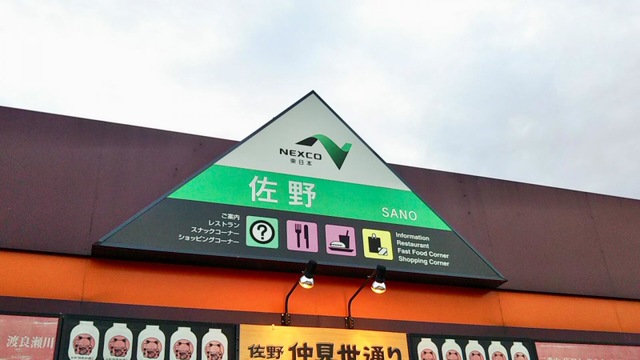 NEXCO
東日本
佐野
SANO
ご案内
レストラン
スナックコーナー
ショッピングコーナー
?
Information
Restaurant
Fast Food Corner
Shopping Corner
渡良瀬川
佐野 仲見世通り